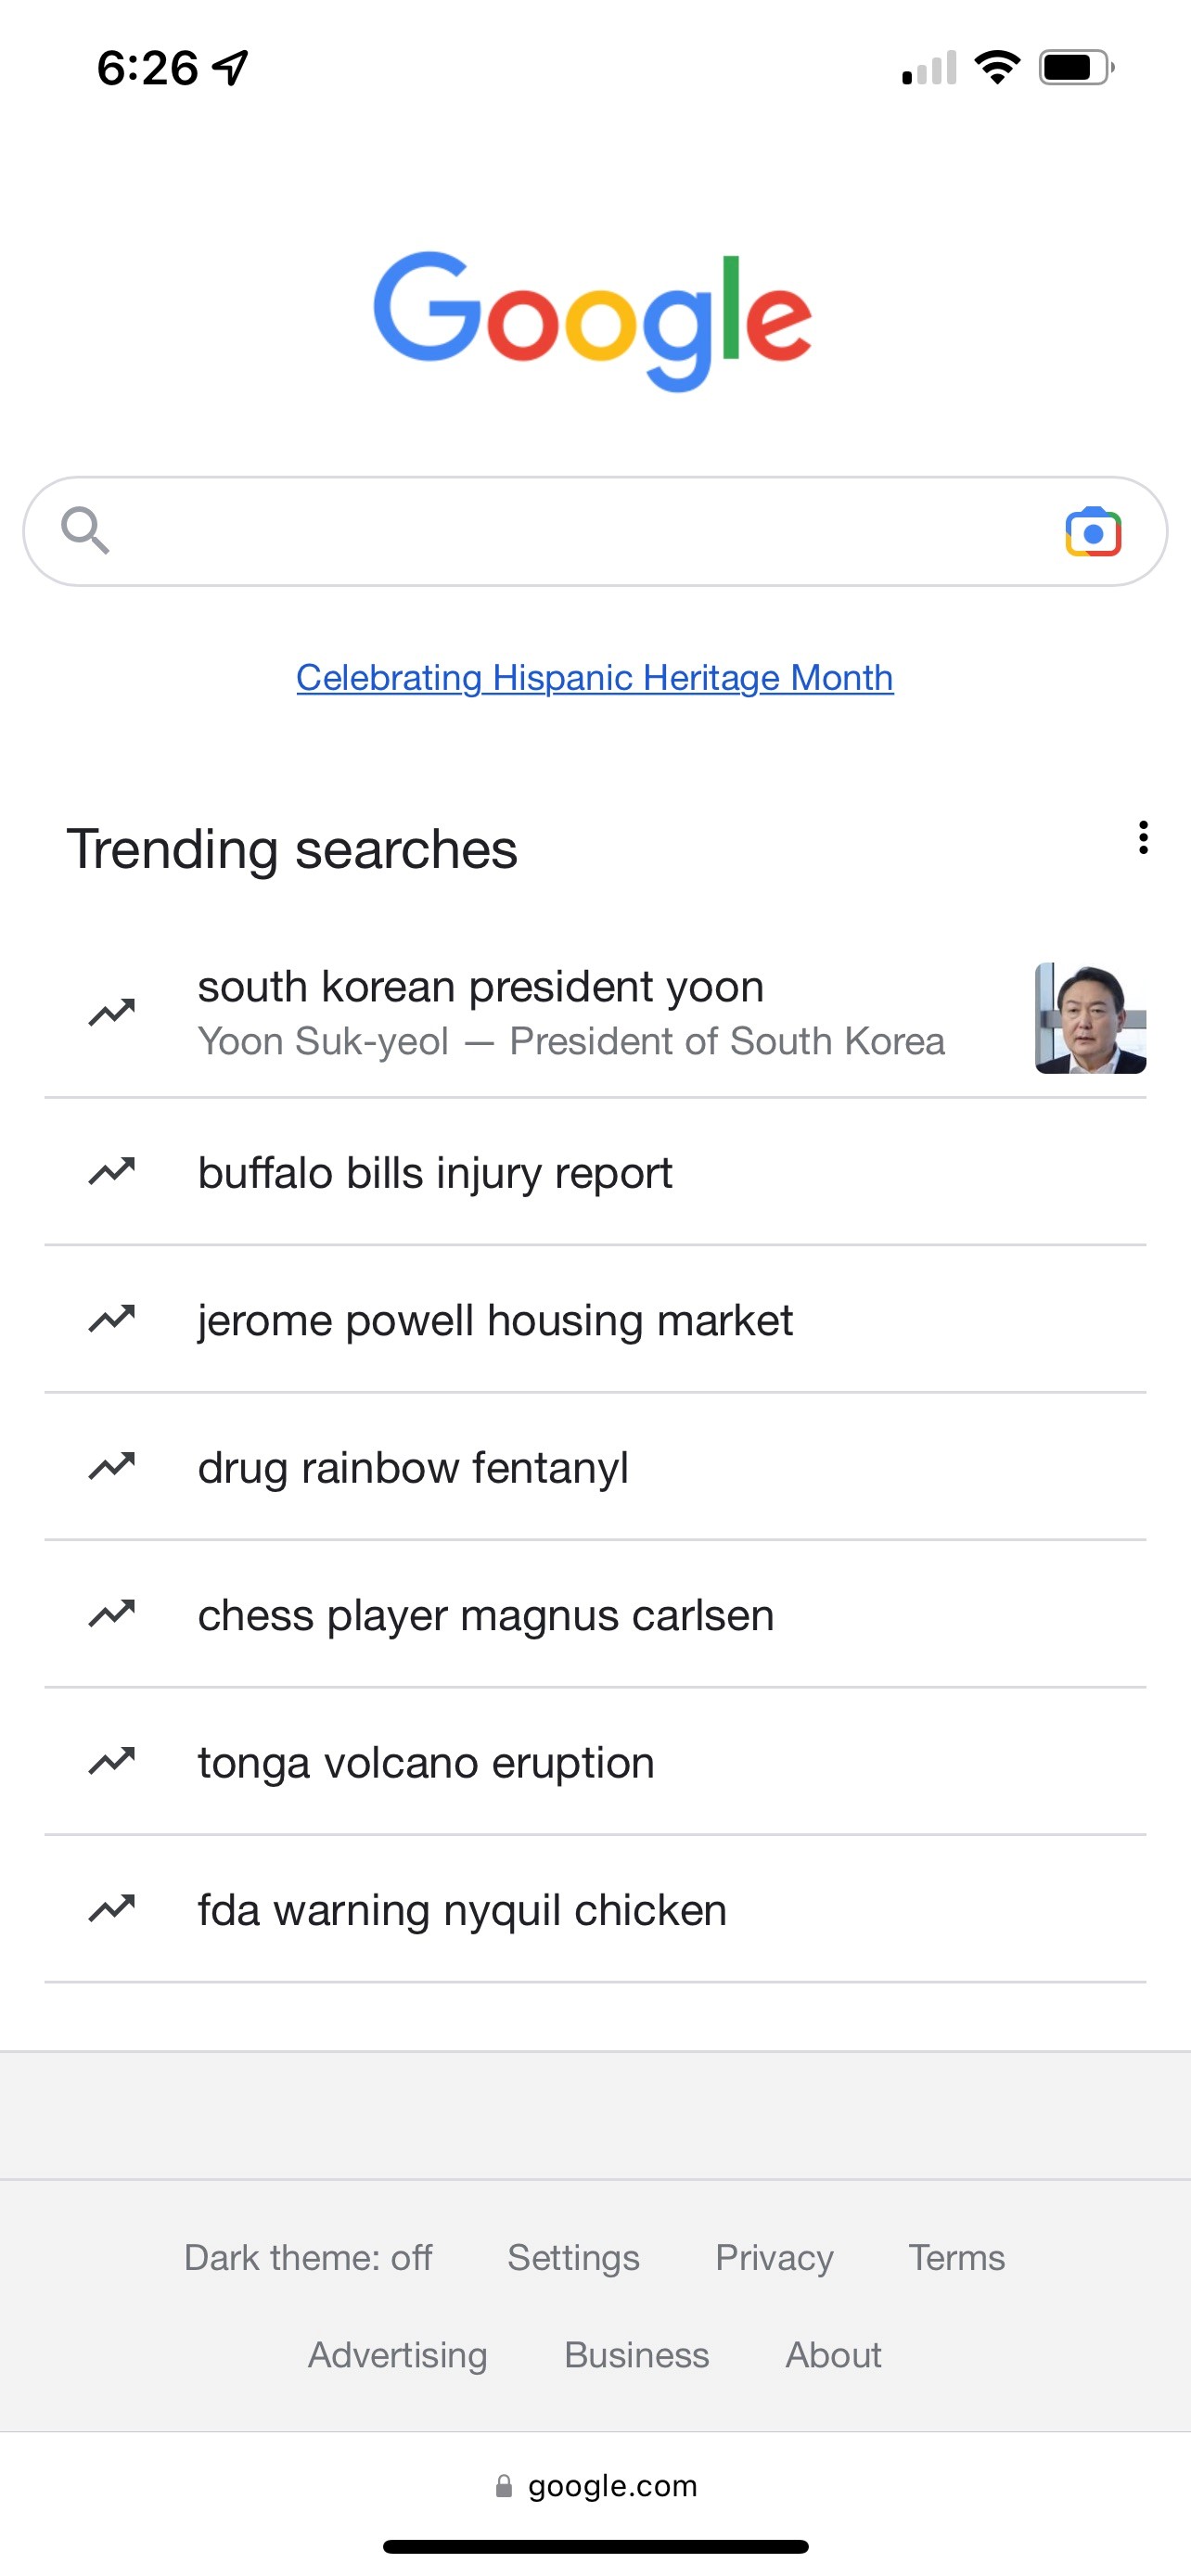 6:26
Google
Celebrating Hispanic Heritage Month
Trending searches
south korean president yoon
Yoon Suk-yeol — President of South Korea
buffalo bills injury report
jerome powell housing market
drug rainbow fentanyl
chess player magnus carlsen
tonga volcano eruption
fda warning nyquil chicken
Dark theme: off Settings Privacy Terms
Advertising Business About
google.com